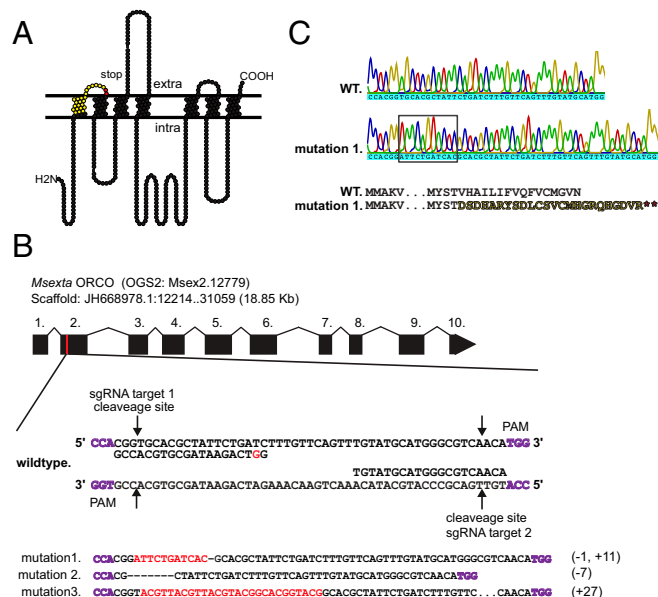 A
stop
extra
COOH
intra
H2N
C
WT.
CCACGGTGCACGCTATTCTGATCTTTGTTCAGTTTGTATGCATGG
mutation 1.
CCACGGATTCTGATCACGCACGCTATTCTGATCTTTGTTCAGTTTGTATGCATGG
WT. MMAKV...MYSTVHAILIFVQFVCMGVN
mutation 1. MMAKV...MYSTDSDHARYSDLCSVCMHGRQHGDVR**
B
Msexta ORCO (OGS2: Msex2.12779)
Scaffold: JH668978.1:12214..31059 (18.85 Kb)
1. 2. 3. 4. 5. 6. 7. 8. 9. 10.
sgRNA target 1
cleaveage site
PAM
5' CCACGGTGCACGCTATTCTGATCTTTGTTCAGTTTGTATGCATGGGCGTCAACATGG 3'
GCCACGTGCGATAAGACTGG
wildtype.
TGTATGCATGGGCGTCAACA
3' GGTGCCACGTGCGATAAGACTAGAAACAAGTCAAACATACGTACCCGCAGTTGTACC 5'
PAM
cleavage site
sgRNA target 2
mutation1. CCACGGATTCTGATCAC-GCACGCTATTCTGATCTTTGTTCAGTTTGTATGCATGGGCGTCAACATGG (-1, +11)
mutation 2. CCACG-------CTATTCTGATCTTTGTTCAGTTTGTATGCATGGGCGTCAACATGG (-7)
mutation3. CCACGGTACGTTACGTTACGTACGGCACGGTACGGCACGCTATTCTGATCTTTGTTC...CAACATGG (+27)